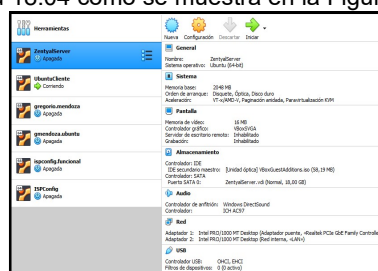 18.04 como se muestra en la Figur
Herramientas
Nueva Configuración Descartar Iniciar
ZentyalServer
Apagada
UbuntuCliente
Corriendo
gregorio.mendoza
Apagada
gmendoza.ubuntu
Apagada
ispconfig.funcional
Apagada
ISPConfig
Apagada
General
Nombre: ZentyalServer
Sistema operativo: Ubuntu (64-bit)
Sistema
Memoria base: 2048 MB
Orden de arranque: Disquete, Óptica, Disco duro
Aceleración: VT-x/AMD-V, Paginación anidada, Paravirtualización KVM
Pantalla
Memoria de vídeo: 16 MB
Controlador gráfico: VBoxSVGA
Servidor de escritorio remoto: Inhabilitado
Grabación: Inhabilitado
Almacenamiento
Controlador: IDE
IDE secundario maestro: [Unidad óptica] VBoxGuestAdditions.iso (58,19 MB)
Controlador: SATA
Puerto SATA 0: ZentyalServer.vdi (Normal, 18,00 GB)
Audio
Controlador de anfitrión: Windows DirectSound
Controlador: ICH AC97
Red
Adaptador 1: Intel PRO/1000 MT Desktop (Adaptador puente, «Realtek PCIe GbE Family Controlle
Adaptador 2: Intel PRO/1000 MT Desktop (Red interna, «LAN»)
USB
Controlador USB: OHCI, EHCI
Filtros de dispositivos: 0 (0 activo)